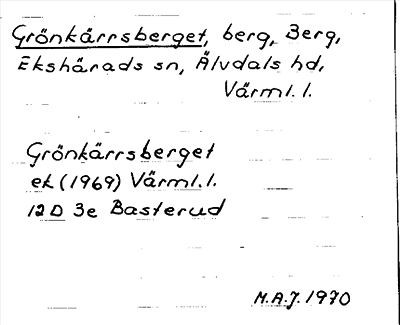 Grönkärrsberget, berg, Berg,
Ekshärads sn, Älvdals hd,
Värml. l.
Grönkärrsberget
ek (1969) Värml. l.
12 D 3e Basterud
M.A.J. 1970